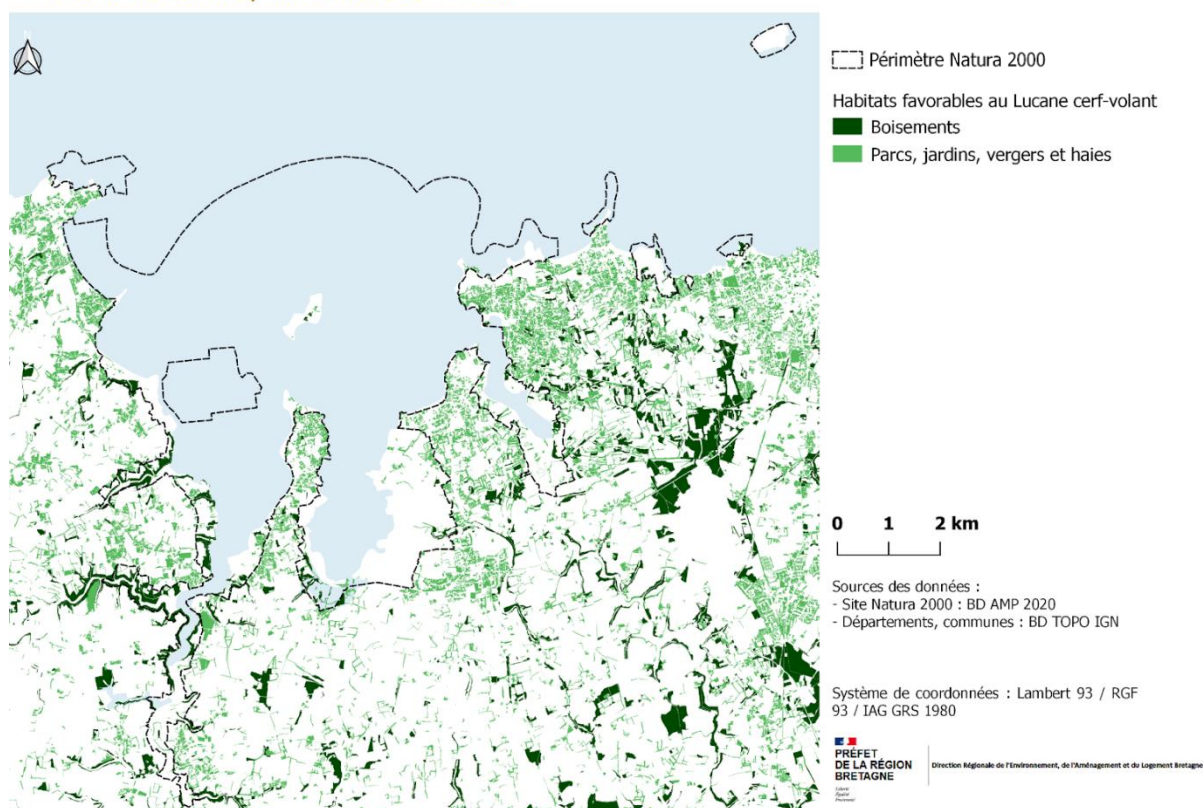 Périmètre Natura 2000
Habitats favorables au Lucane cerf-volant
Boisements
Parcs, jardins, vergers et haies
0 1 2 km
Sources des données :
- Site Natura 2000 : BD AMP 2020
- Départements, communes : BD TOPO IGN
Système de coordonnées : Lambert 93 / RGF
93 / IAG GRS 1980
PRÉFET
DE LA RÉGION
BRETAGNE
Direction Régionale de l'Environnement, de l'Aménagement et du Logement Bretagne
Liberté
Égalité
Fraternité